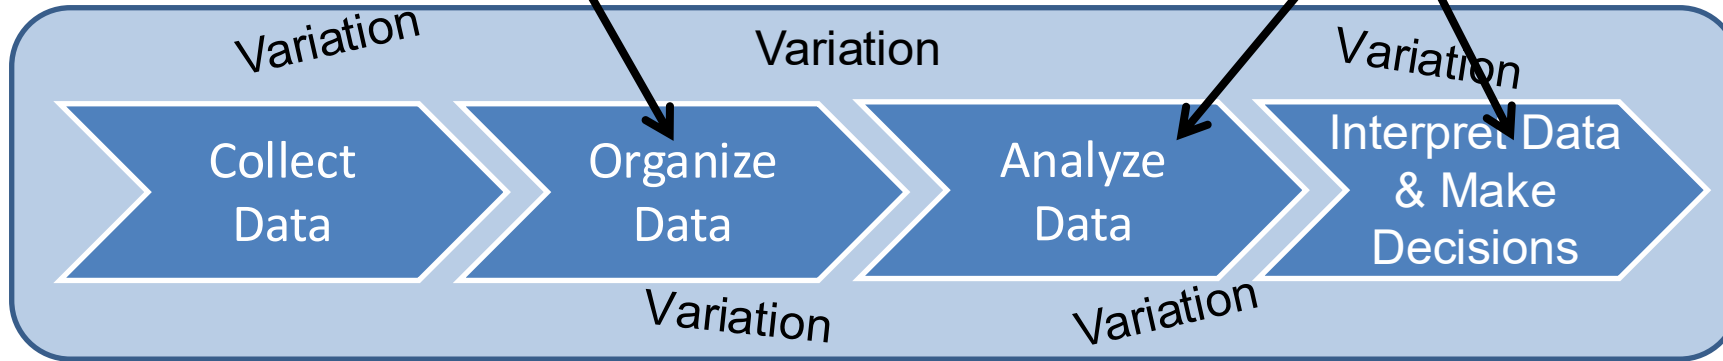 Variation
Variation
Variation
Collect
Data
Organize
Data
Analyze
Data
Interpret Data
& Make
Decisions
Variation
Variation